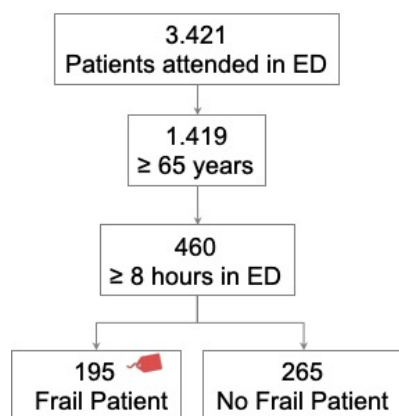 3.421
Patients attended in ED
1.419
≥ 65 years
460
≥ 8 hours in ED
195
Frail Patient
265
No Frail Patient